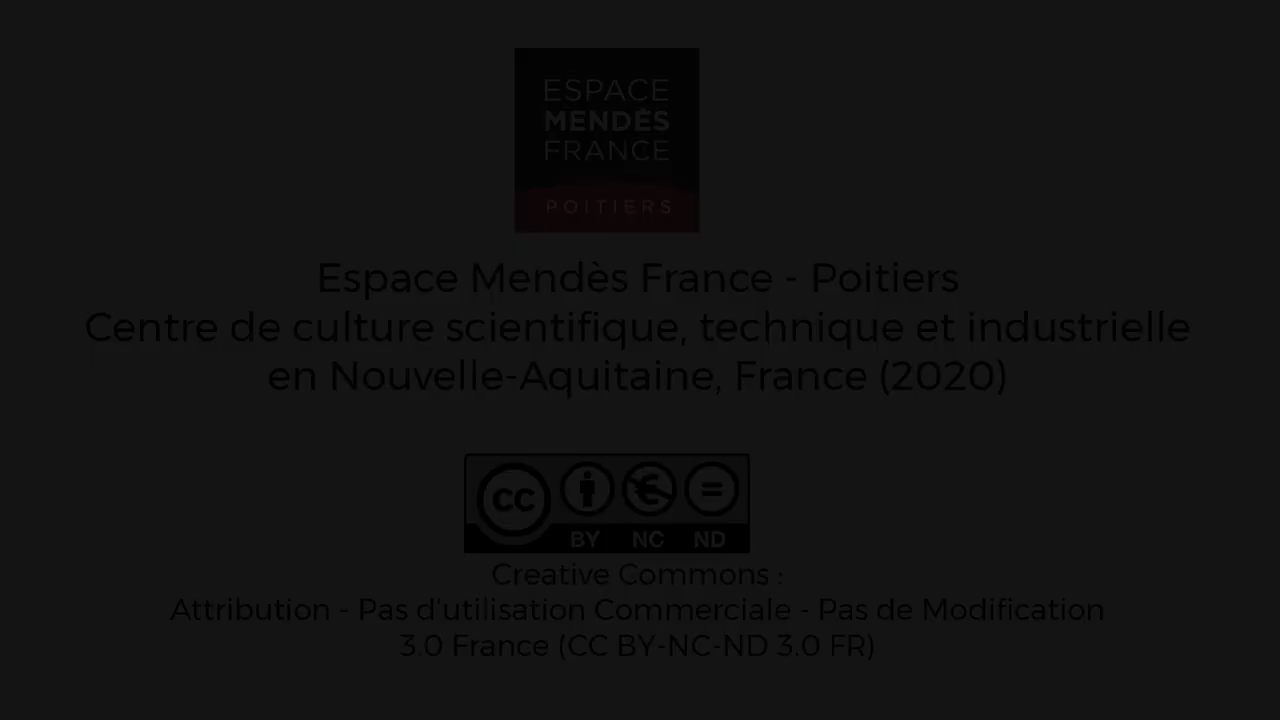 ESPACE
MENDÈS
FRANCE
POITIERS
Espace Mendès France - Poitiers
Centre de culture scientifique, technique et industrielle
en Nouvelle-Aquitaine, France (2020)
cc
BY NC ND
Creative Commons :
Attribution - Pas d'utilisation Commerciale - Pas de Modification
3.0 France (CC BY-NC-ND 3.0 FR)